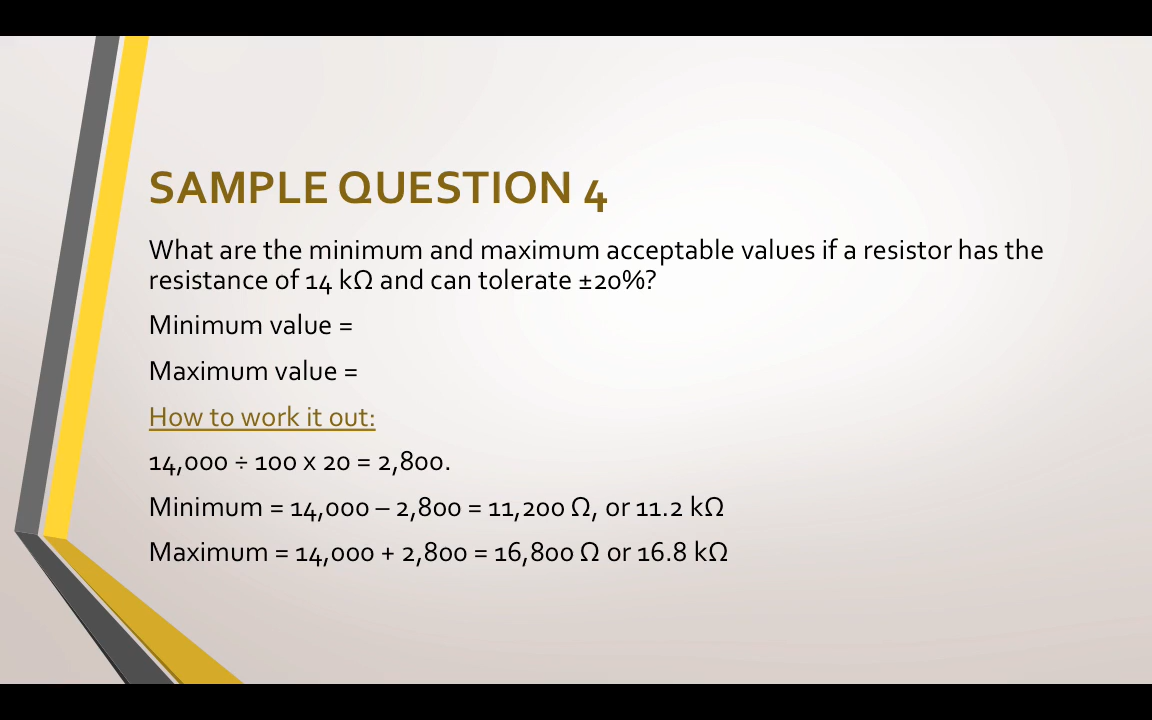 SAMPLE QUESTION 4
What are the minimum and maximum acceptable values if a resistor has the
resistance of 14 kΩ and can tolerate ±20%?
Minimum value =
Maximum value =
How to work it out:
14,000 ÷ 100 x 20 = 2,800.
Minimum = 14,000 – 2,800 = 11,200 Ω, or 11.2 kΩ
Maximum = 14,000 + 2,800 = 16,800 Ω or 16.8 kΩ